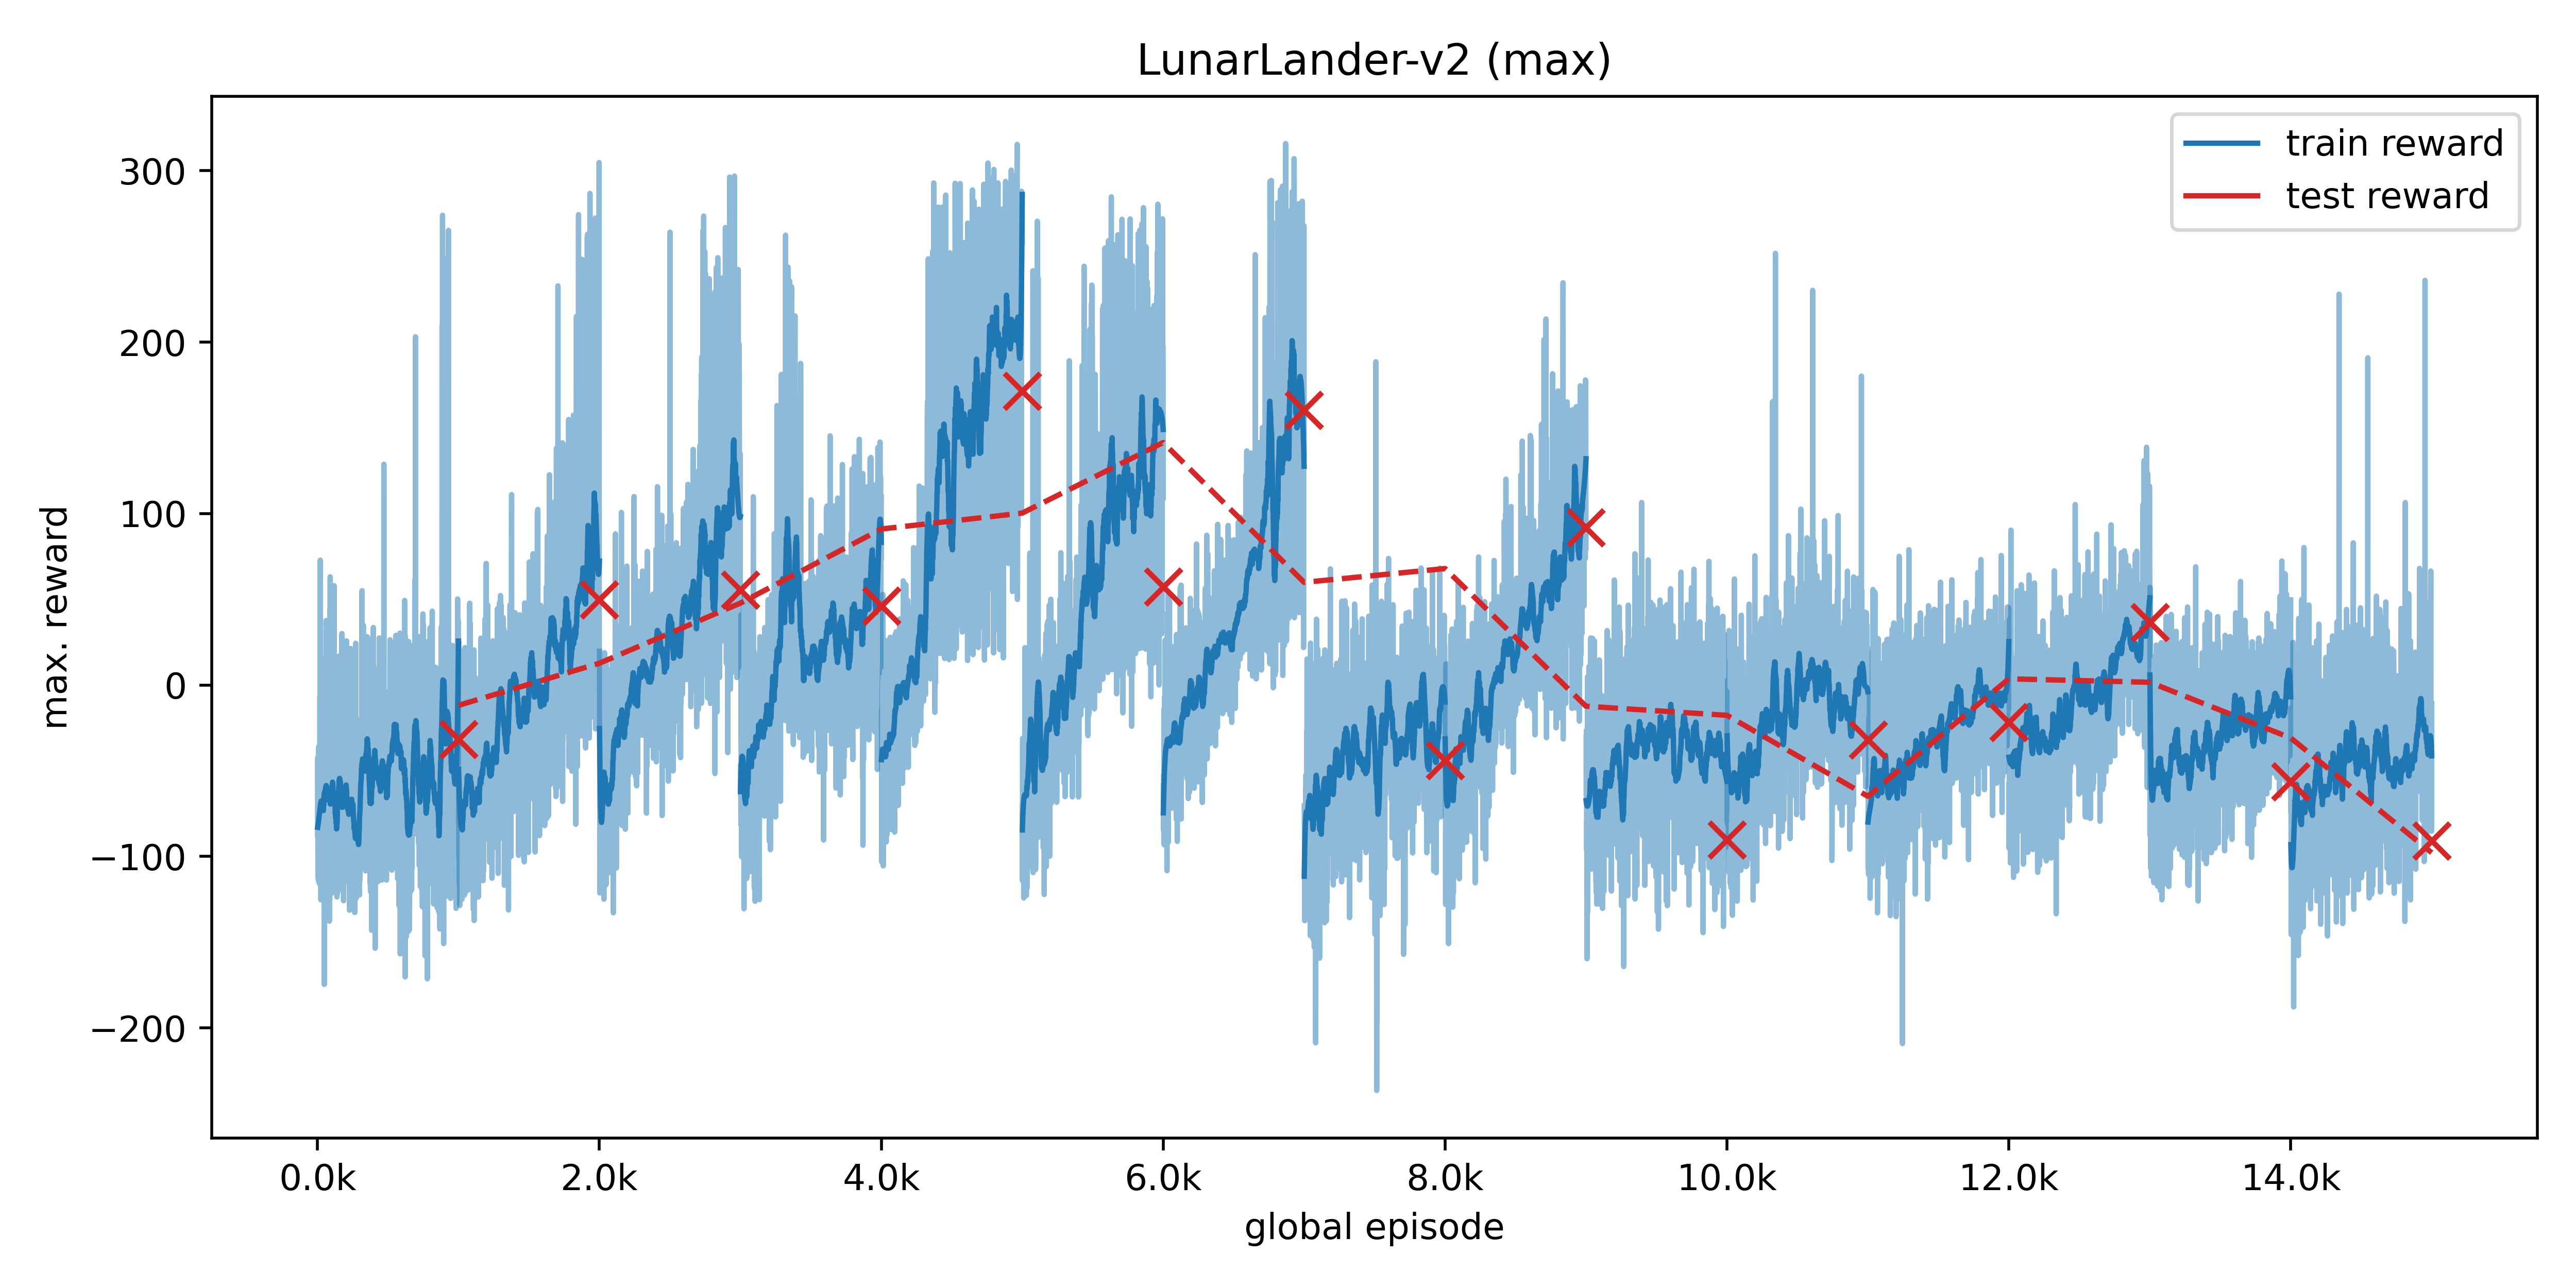 LunarLander-v2 (max)
train reward
test reward
max. reward
300
200
100
0
−100
−200
0.0k
2.0k
4.0k
6.0k
8.0k
10.0k
12.0k
14.0k
global episode